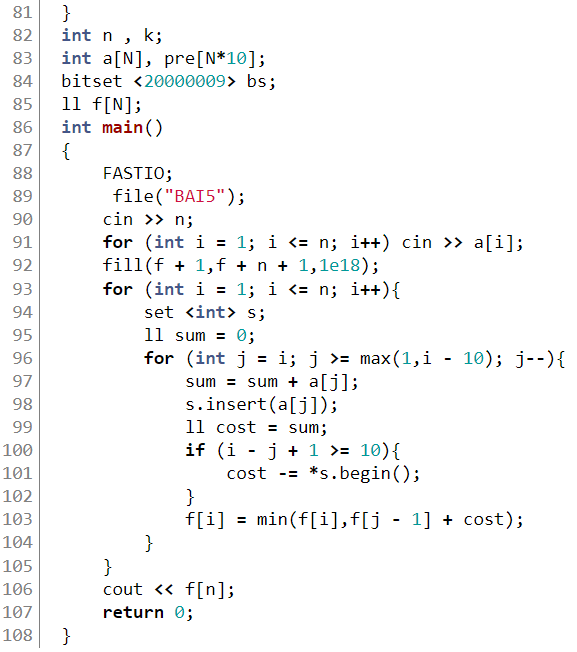 81 }
82 int n , k;
83 int a[N], pre[N*10];
84 bitset <20000009> bs;
85 ll f[N];
86 int main()
87 {
88     FASTIO;
89      file("BAI5");
90     cin >> n;
91     for (int i = 1; i <= n; i++) cin >> a[i];
92     fill(f + 1,f + n + 1,1e18);
93     for (int i = 1; i <= n; i++){
94         set <int> s;
95         ll sum = 0;
96         for (int j = i; j >= max(1,i - 10); j--){
97             sum = sum + a[j];
98             s.insert(a[j]);
99             ll cost = sum;
100             if (i - j + 1 >= 10){
101                 cost -= *s.begin();
102             }
103             f[i] = min(f[i],f[j - 1] + cost);
104         }
105     }
106     cout << f[n];
107     return 0;
108 }